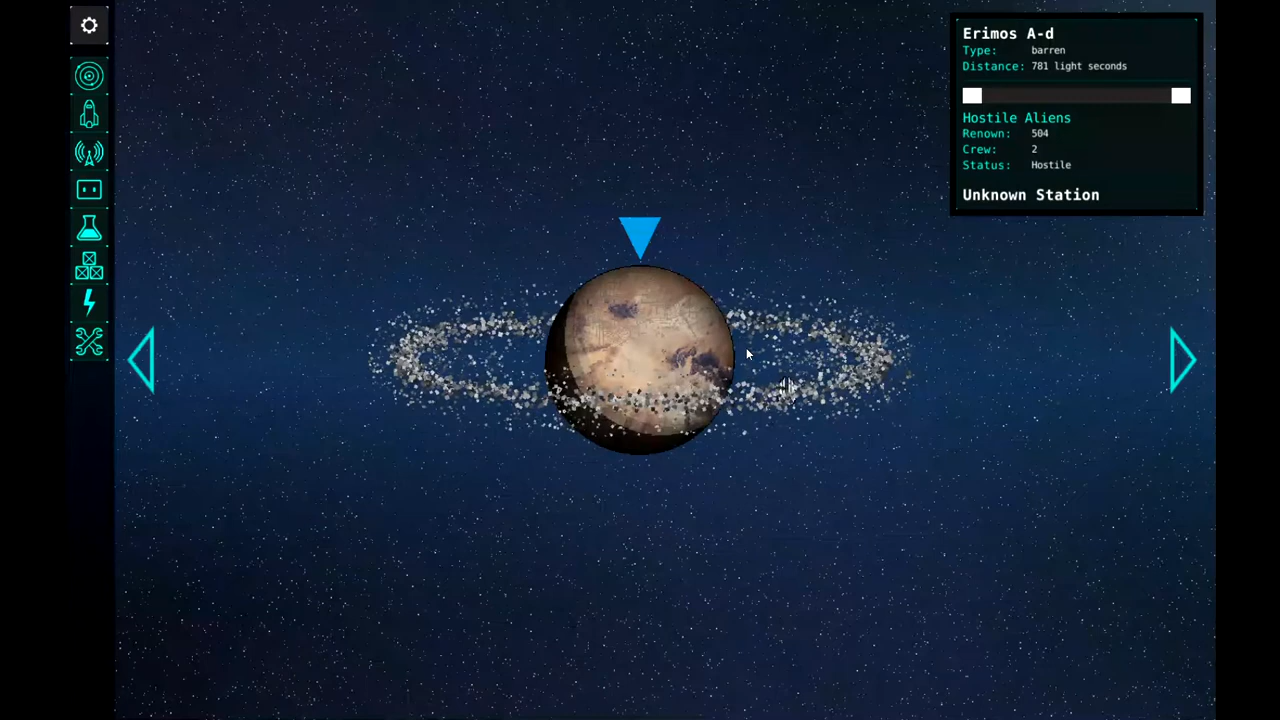 Erimos A-d
Type: barren
Distance: 781 light seconds
Hostile Aliens
Renown: 504
Crew: 2
Status: Hostile
Unknown Station